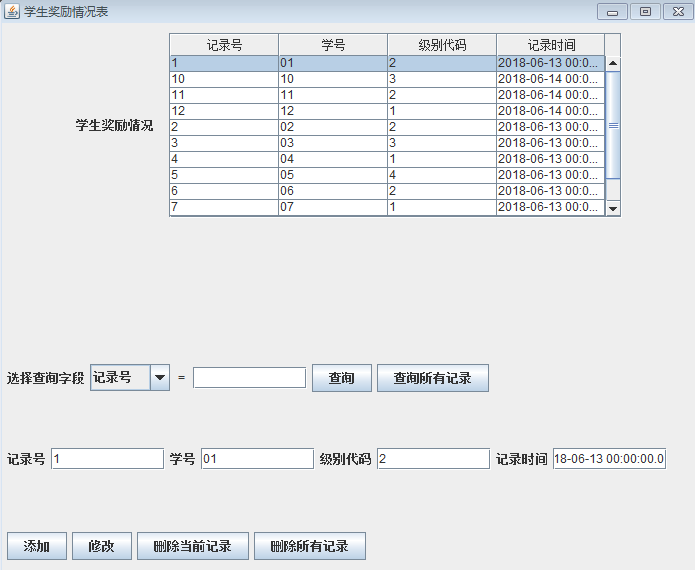 学生奖励情况表
记录号 学号 级别代码 记录时间
1 01 2 2018-06-13 00:0...
10 10 3 2018-06-14 00:0...
11 11 2 2018-06-14 00:0...
12 12 1 2018-06-14 00:0...
2 02 2 2018-06-13 00:0...
学生奖励情况
3 03 3 2018-06-13 00:0...
4 04 1 2018-06-13 00:0...
5 05 4 2018-06-13 00:0...
6 06 2 2018-06-13 00:0...
7 07 1 2018-06-13 00:0...
选择查询字段 记录号 = 查询 查询所有记录
记录号 1 学号 01 级别代码 2 记录时间 18-06-13 00:00:00.0
添加 修改 删除当前记录 删除所有记录